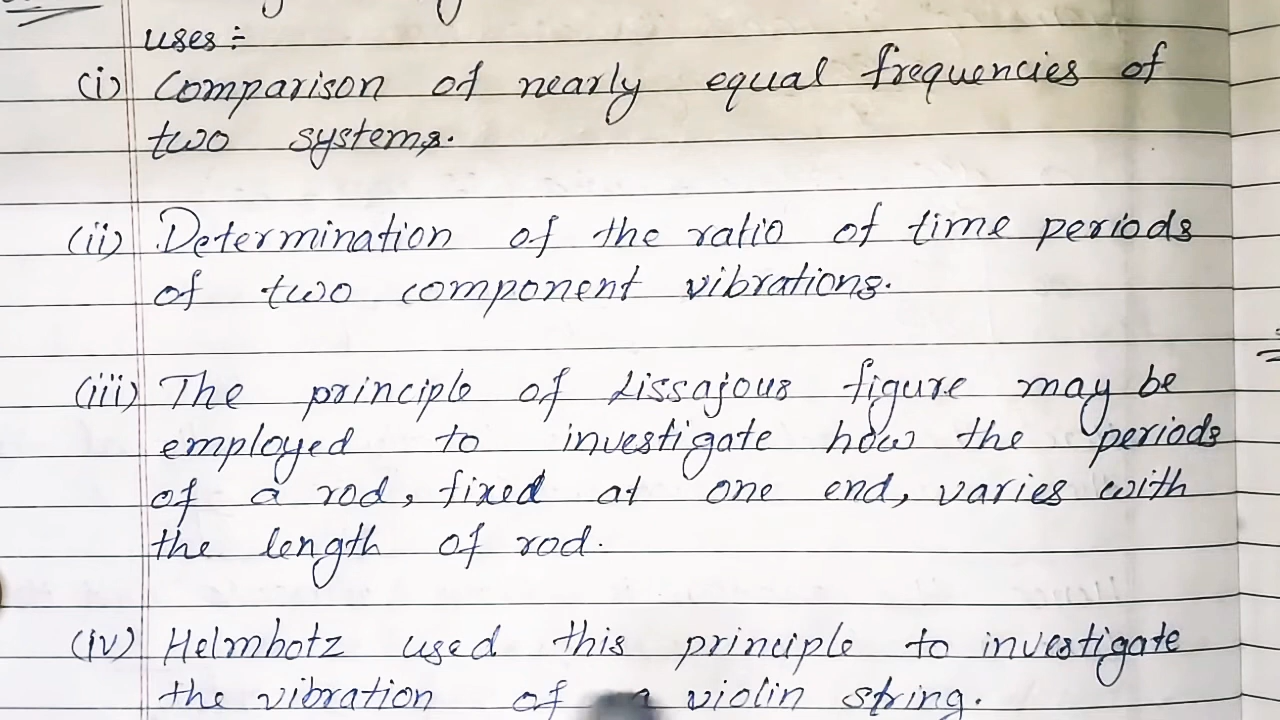 uses :-
(i) Comparison of nearly equal frequencies of
two systems.
(ii) Determination of the ratio of time periods
of two component vibrations.
(iii) The principle of Lissajous figure may be
employed to investigate how the periods
of a rod, fixed at one end, varies with
the length of rod.
(iv) Helmhotz used this principle to investigate
the vibration of a violin string.